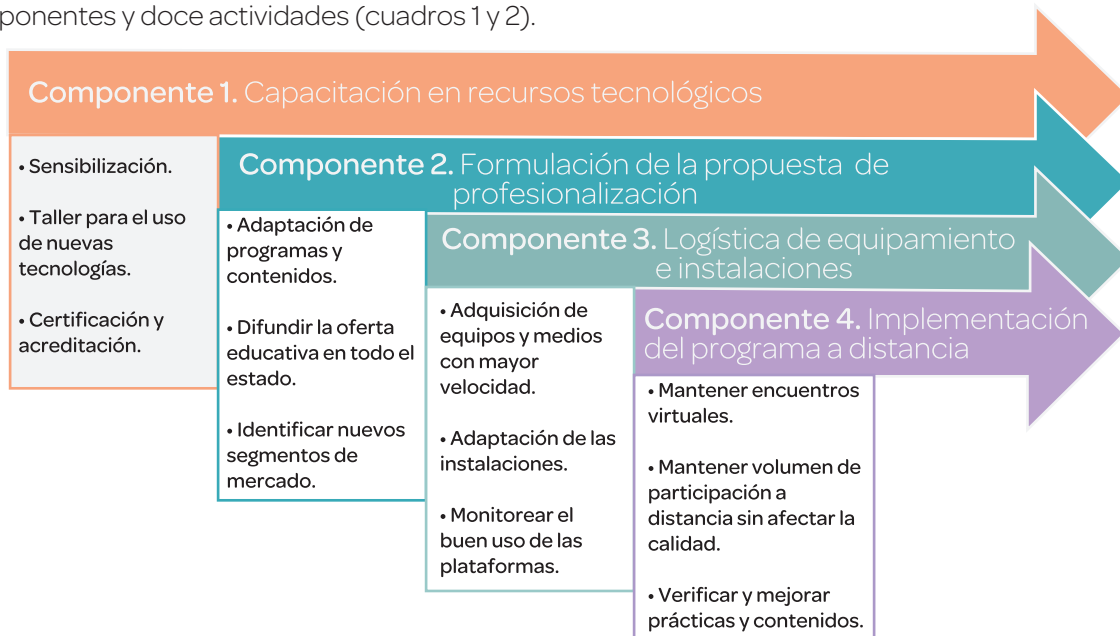 ponentes y doce actividades (cuadros 1 y 2).
Componente 1. Capacitación en recursos tecnológicos
• Sensibilización.
• Taller para el uso
de nuevas
tecnologías.
• Certificación y
acreditación.
Componente 2. Formulación de la propuesta de
profesionalización
• Adaptación de
programas y
contenidos.
• Difundir la oferta
educativa en todo el
estado.
• Identificar nuevos
segmentos de
mercado.
Componente 3. Logística de equipamiento
e instalaciones
• Adquisición de
equipos y medios
con mayor
velocidad.
• Adaptación de las
instalaciones.
• Monitorear el
buen uso de las
plataformas.
Componente 4. Implementación
del programa a distancia
• Mantener encuentros
virtuales.
• Mantener volumen de
participación a
distancia sin afectar la
calidad.
• Verificar y mejorar
prácticas y contenidos.